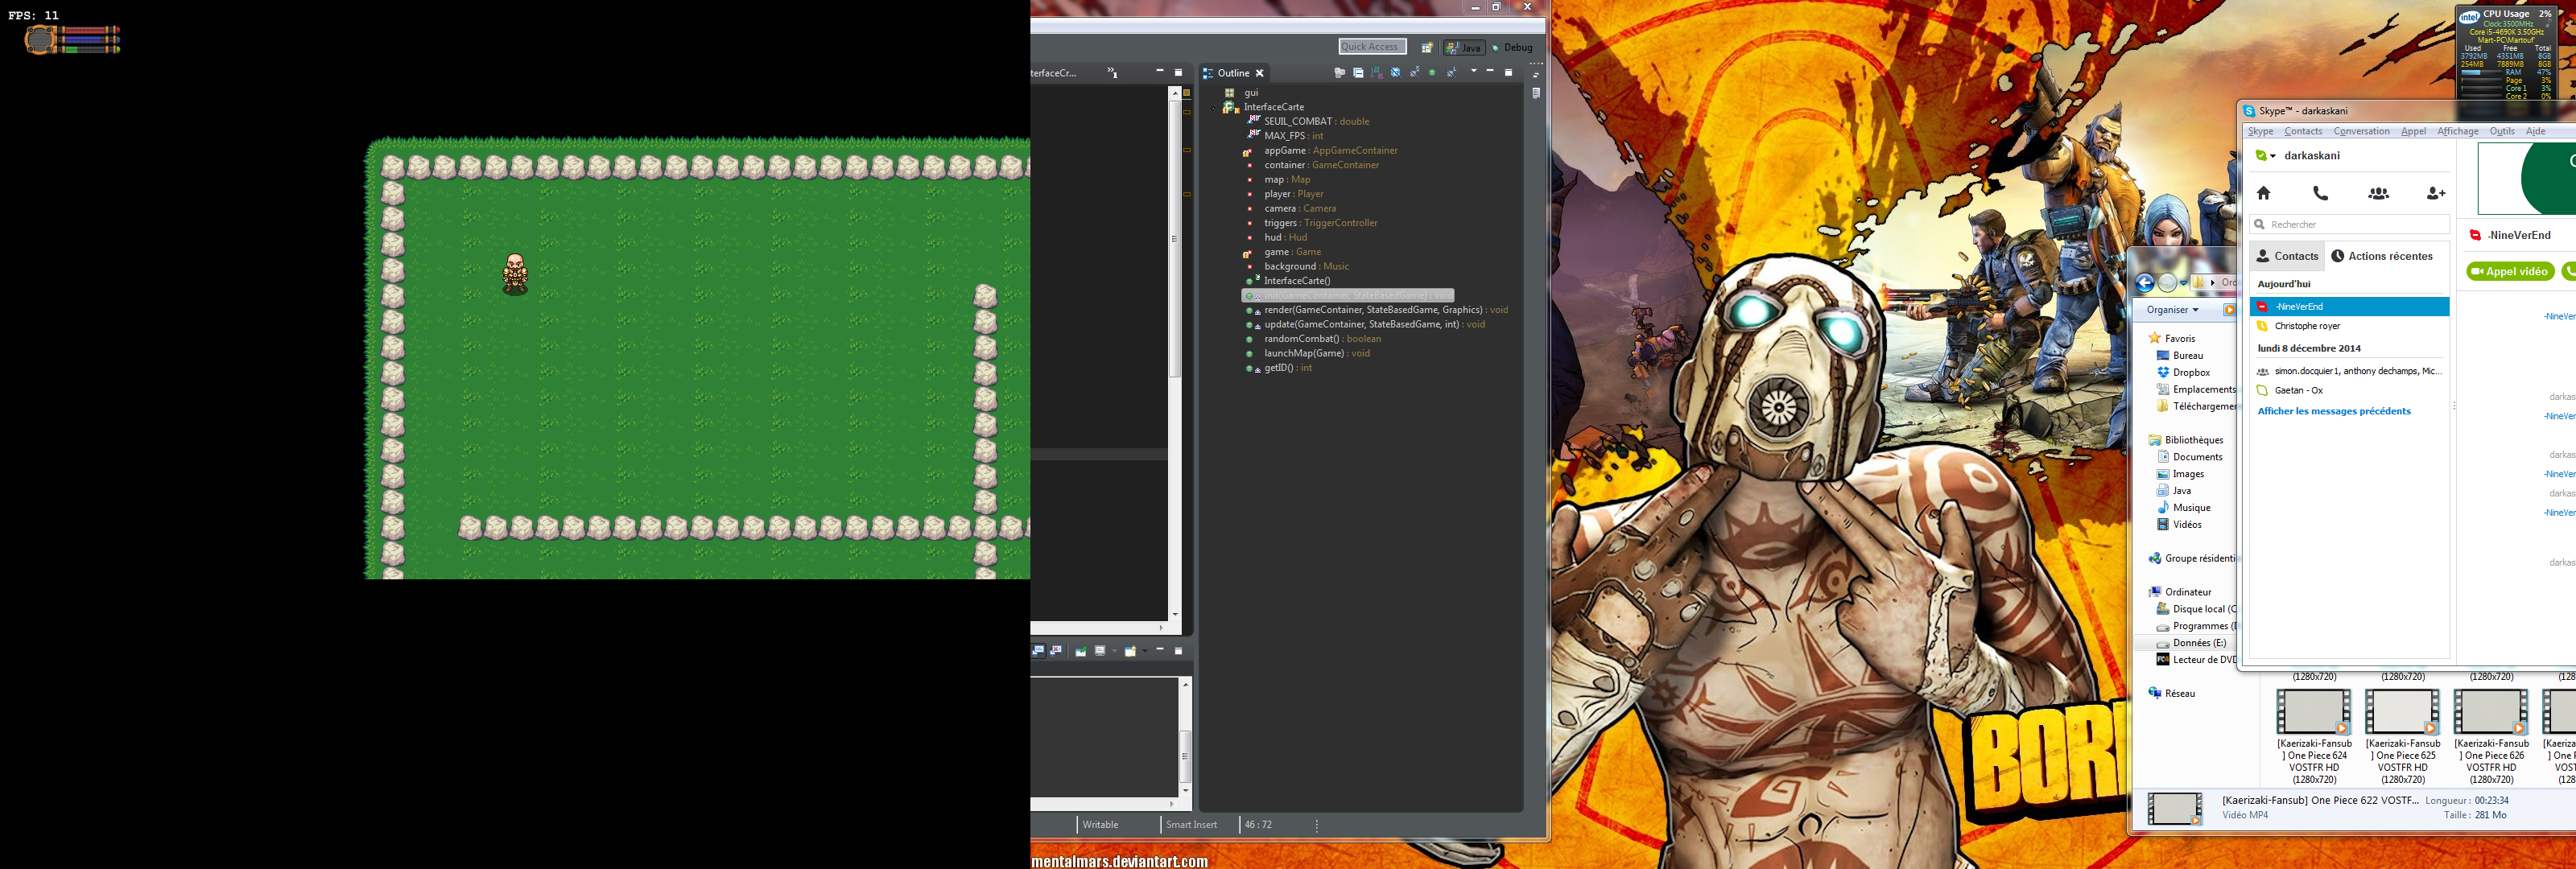 FPS: 11
Quick Access
Java
Debug
terfaceCr...
Outline
gui
InterfaceCarte
SEUIL_COMBAT : double
MAX_FPS : int
appGame : AppGameContainer
container : GameContainer
map : Map
player : Player
camera : Camera
triggers : TriggerController
hud : Hud
game : Game
background : Music
InterfaceCarte()
init(GameContainer, StateBasedGame) : void
render(GameContainer, StateBasedGame, Graphics) : void
update(GameContainer, StateBasedGame, int) : void
randomCombat() : boolean
launchMap(Game) : void
getID() : int
Writable
Smart Insert
46 : 72
mentalmars.deviantart.com
BOR
intel
CPU Usage 2%
Clock:3500MHz
Core i5-4690K 3.50GHz
Mart-PC\Martouf
Used Free Total
3792MB 4351MB 8GB
254MB 7889MB 8GB
RAM 47%
Page 3%
Core 1 3%
Core 2 0%
Skype™ - darkaskani
Skype Contacts Conversation Appel Affichage Outils Aide
darkaskani
Rechercher
Contacts
Actions récentes
Aujourd'hui
-NineVerEnd
Christophe royer
lundi 8 décembre 2014
simon.docquier1, anthony dechamps, Mic...
Gaetan - Ox
Afficher les messages précédents
-NineVerEnd
Appel vidéo
-NineVer
darkas
-NineVer
darkas
-NineVer
darkas
-NineVer
darkas
Organiser
Favoris
Bureau
Dropbox
Emplacements
Téléchargemer
Bibliothèques
Documents
Images
Java
Musique
Vidéos
Groupe résidenti
Ordinateur
Disque local (C
Programmes (D
Données (E:)
Lecteur de DVD
Réseau
(1280x720)
(1280x720)
(1280x720)
(128
[Kaerizaki-Fansub
] One Piece 624
VOSTFR HD
(1280x720)
[Kaerizaki-Fansub
] One Piece 625
VOSTFR HD
(1280x720)
[Kaerizaki-Fansub
] One Piece 626
VOSTFR HD
(1280x720)
[Kaeriz
] One P
VOST
(128
[Kaerizaki-Fansub] One Piece 622 VOSTF...
Longueur : 00:23:34
Vidéo MP4
Taille : 281 Mo